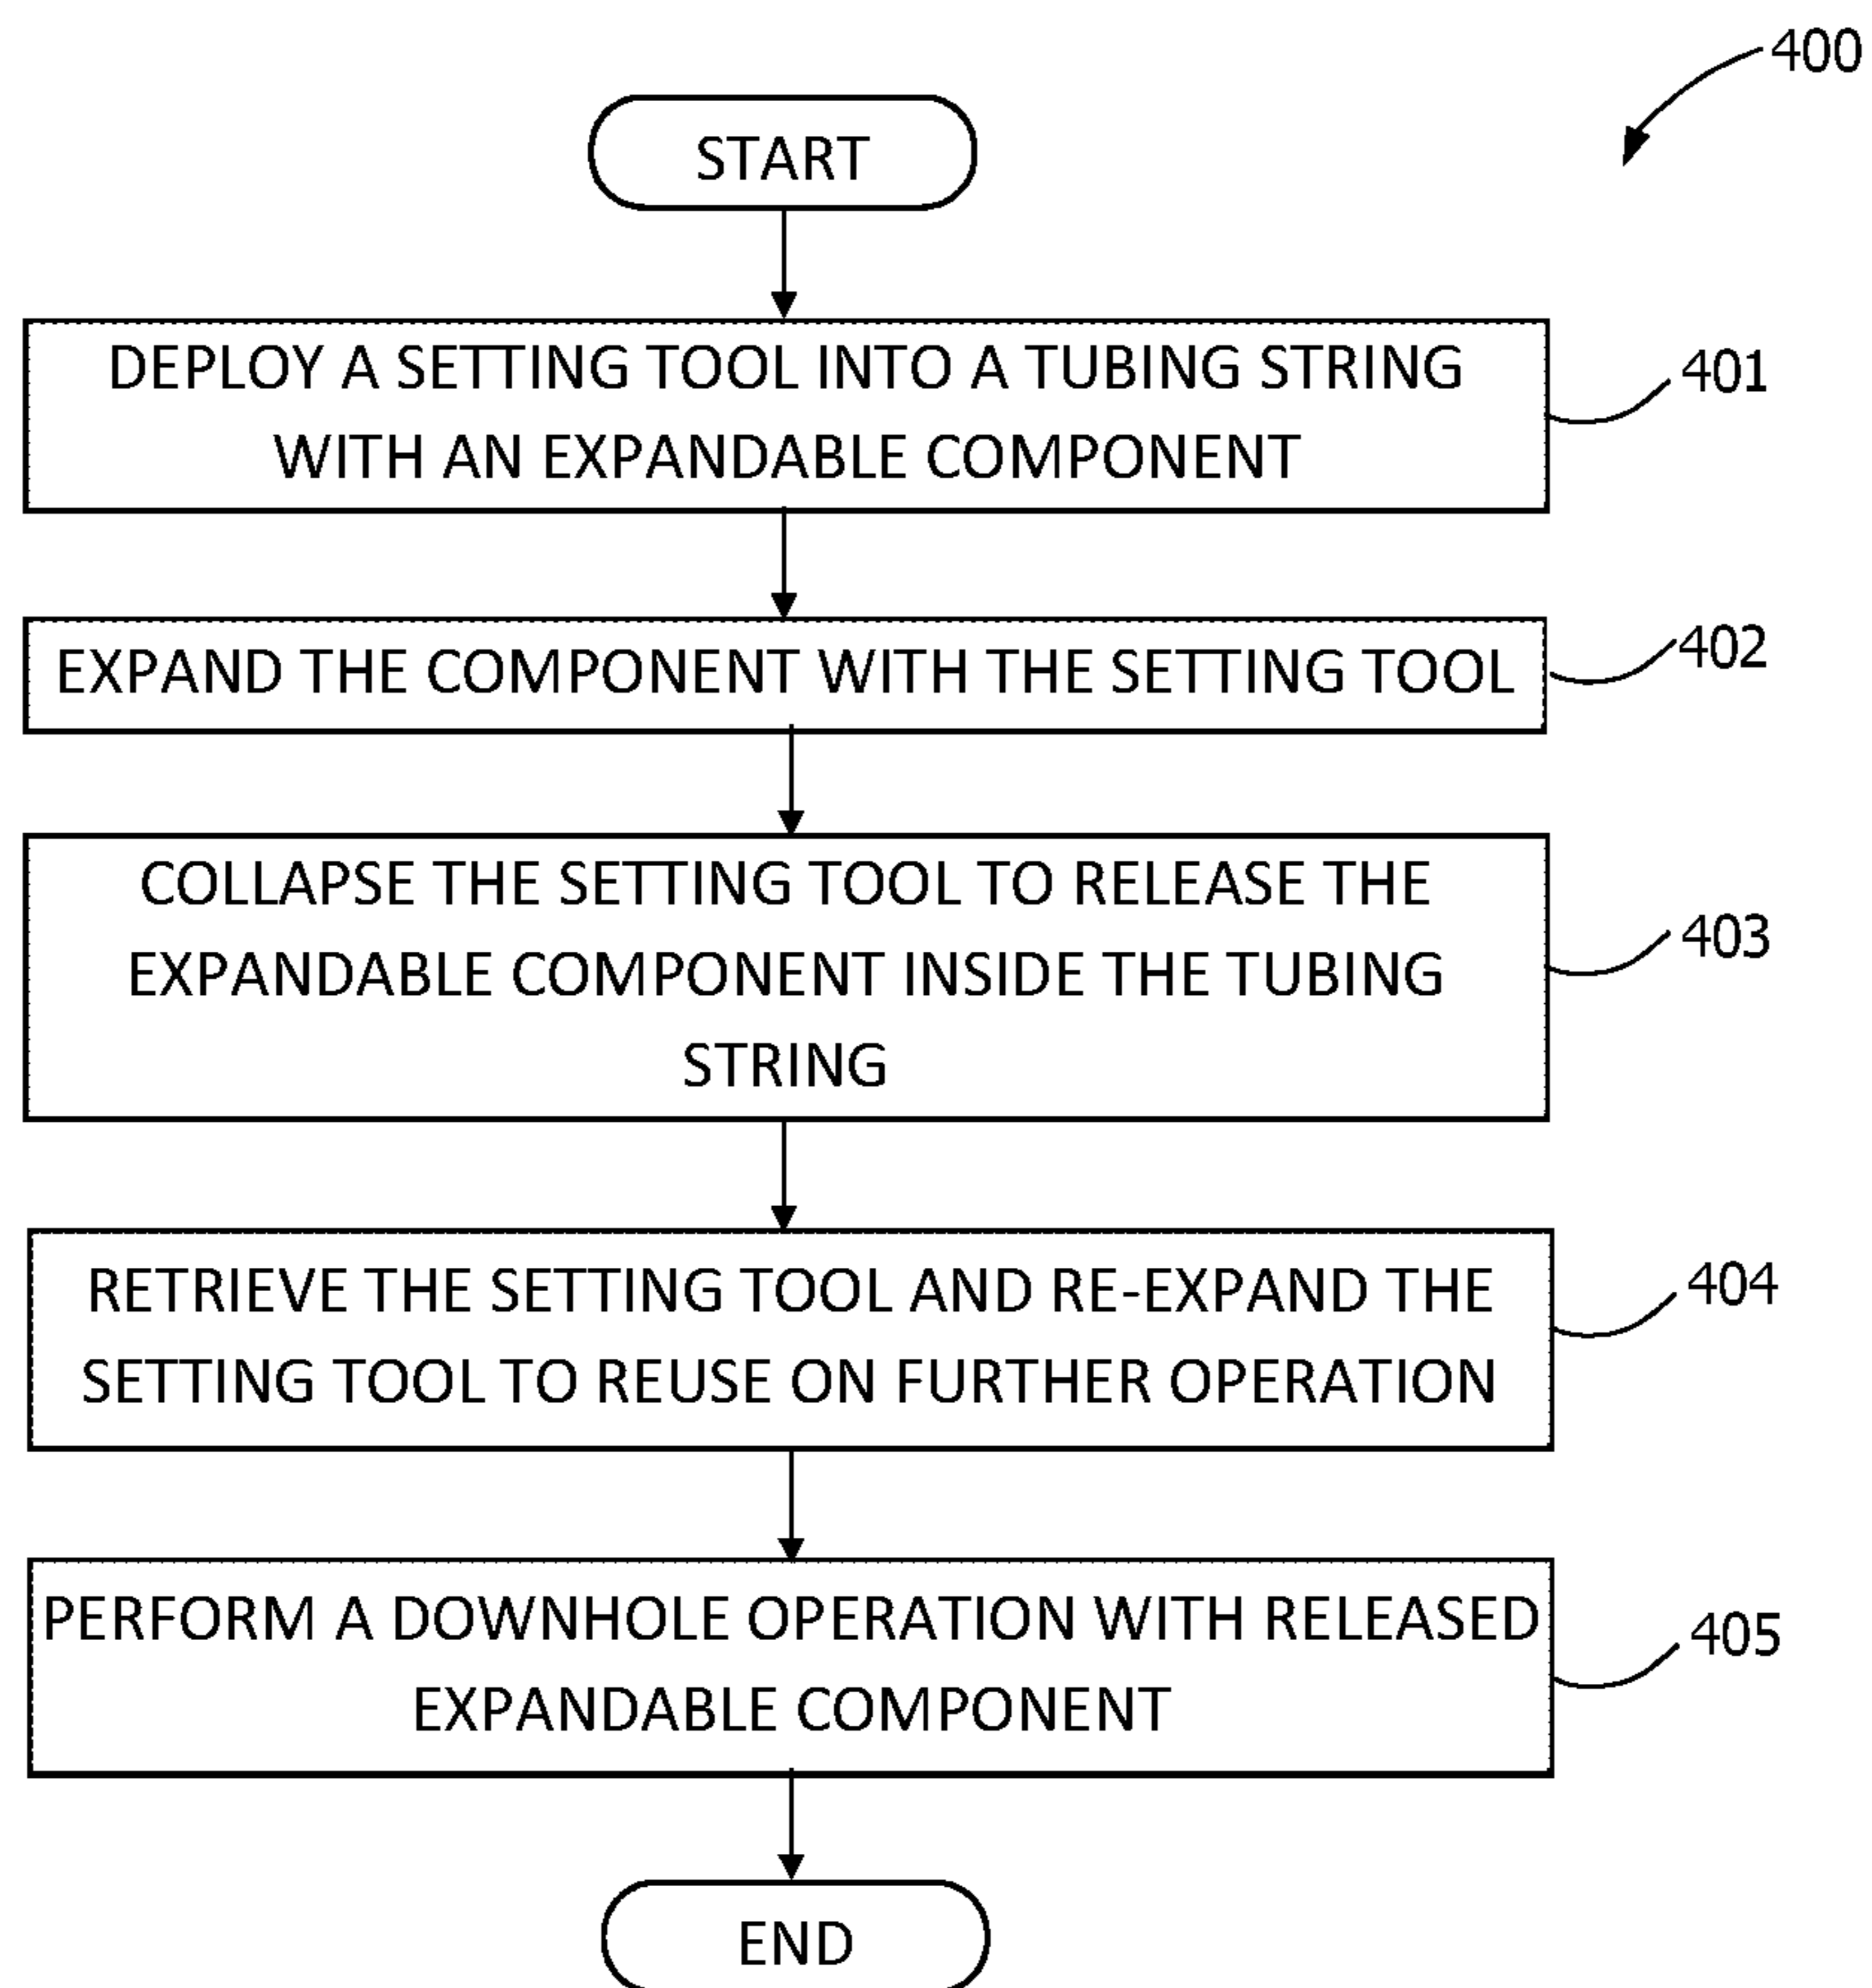 400
START
DEPLOY A SETTING TOOL INTO A TUBING STRING
WITH AN EXPANDABLE COMPONENT
401
EXPAND THE COMPONENT WITH THE SETTING TOOL
402
COLLAPSE THE SETTING TOOL TO RELEASE THE
EXPANDABLE COMPONENT INSIDE THE TUBING
STRING
403
RETRIEVE THE SETTING TOOL AND RE-EXPAND THE
SETTING TOOL TO REUSE ON FURTHER OPERATION
404
PERFORM A DOWNHOLE OPERATION WITH RELEASED
EXPANDABLE COMPONENT
405
END